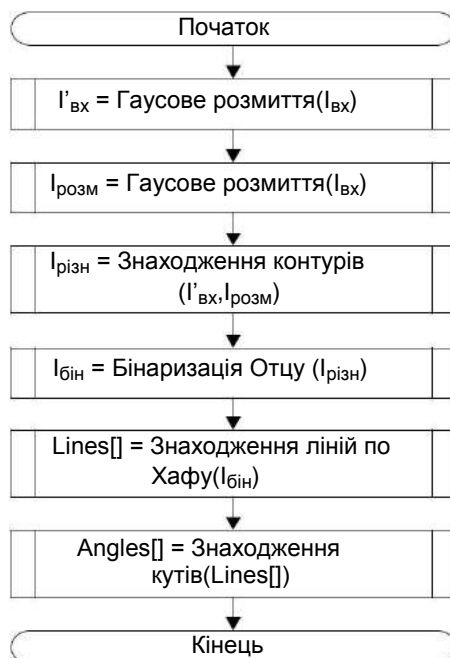 Початок
I'вх = Гаусове розмиття(Iвх)
Iрозм = Гаусове розмиття(Iвх)
Iрізн = Знаходження контурів
(I'вх,Iрозм)
Iбін = Бінаризація Отцу (Iрізн)
Lines[] = Знаходження ліній по
Хафу(Iбін)
Angles[] = Знаходження
кутів(Lines[])
Кінець